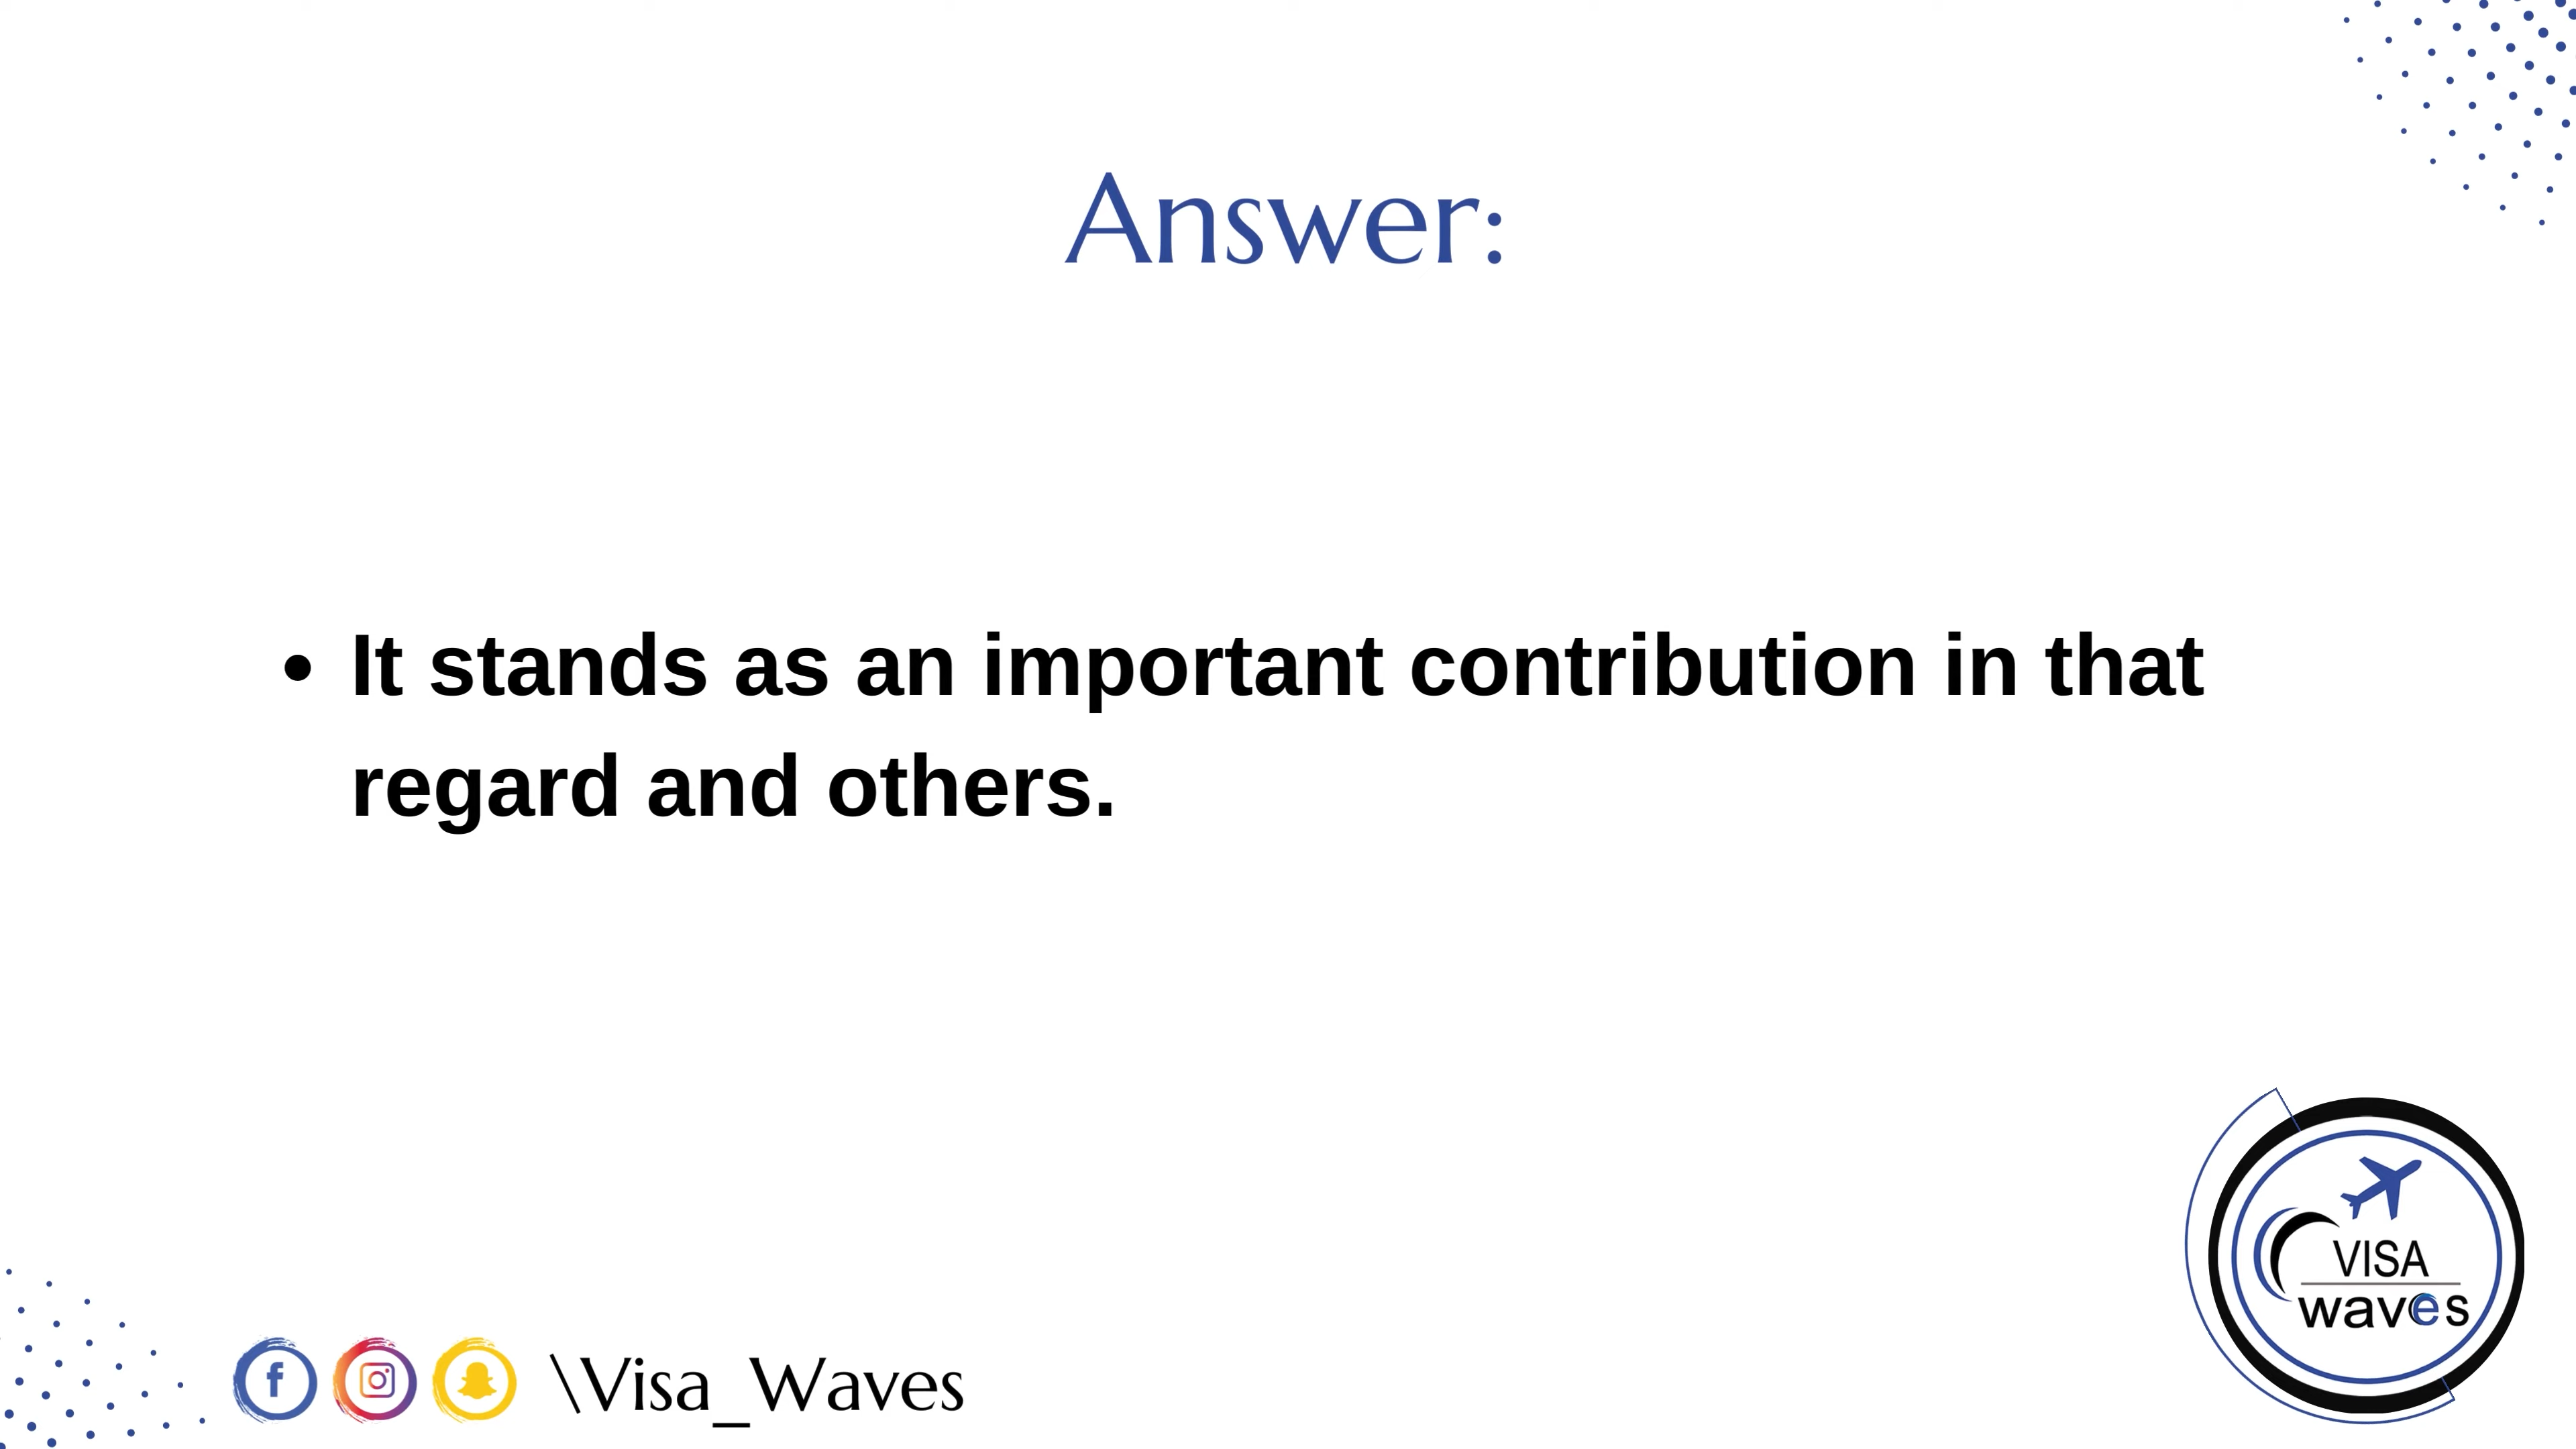 Answer:
• It stands as an important contribution in that
regard and others.
VISA
waves
\Visa_Waves